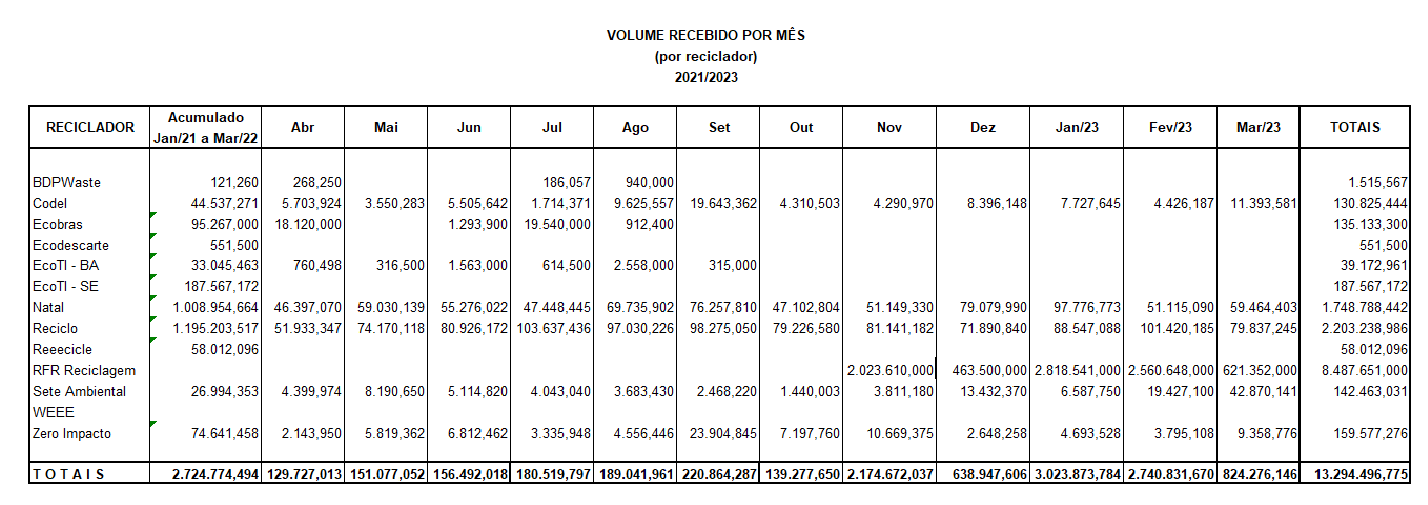 VOLUME RECEBIDO POR MÊS
(por reciclador)
2021/2023
RECICLADOR Acumulado Jan/21 a Mar/22 Abr Mai Jun Jul Ago Set Out Nov Dez Jan/23 Fev/23 Mar/23 TOTAIS
BDPWaste 121,260 268,250 186,057 940,000 1.515,567
Codel 44.537,271 5.703,924 3.550,283 5.505,642 1.714,371 9.625,557 19.643,362 4.310,503 4.290,970 8.396,148 7.727,645 4.426,187 11.393,581 130.825,444
Ecobras 95.267,000 18.120,000 1.293,900 19.540,000 912,400 135.133,300
Ecodescarte 551,500 551,500
EcoTI - BA 33.045,463 760,498 316,500 1.563,000 614,500 2.558,000 315,000 39.172,961
EcoTI - SE 187.567,172 187.567,172
Natal 1.008.954,664 46.397,070 59.030,139 55.276,022 47.448,445 69.735,902 76.257,810 47.102,804 51.149,330 79.079,990 97.776,773 51.115,090 59.464,403 1.748.788,442
Reciclo 1.195.203,517 51.933,347 74.170,118 80.926,172 103.637,436 97.030,226 98.275,050 79.226,580 81.141,182 71.890,840 88.547,088 101.420,185 79.837,245 2.203.238,986
Reeecicle 58.012,096 58.012,096
RFR Reciclagem 2.023.610,000 463.500,000 2.818.541,000 2.560.648,000 621.352,000 8.487.651,000
Sete Ambiental 26.994,353 4.399,974 8.190,650 5.114,820 4.043,040 3.683,430 2.468,220 1.440,003 3.811,180 13.432,370 6.587,750 19.427,100 42.870,141 142.463,031
WEEE
Zero Impacto 74.641,458 2.143,950 5.819,362 6.812,462 3.335,948 4.556,446 23.904,845 7.197,760 10.669,375 2.648,258 4.693,528 3.795,108 9.358,776 159.577,276
T O T A I S 2.724.774,494 129.727,013 151.077,052 156.492,018 180.519,797 189.041,961 220.864,287 139.277,650 2.174.672,037 638.947,606 3.023.873,784 2.740.831,670 824.276,146 13.294.496,775